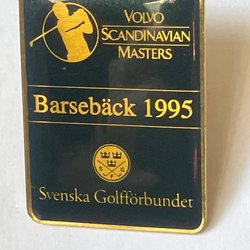 VOLVO
SCANDINAVIAN
MASTERS
Barsebäck 1995
S G F
Svenska Golfförbundet